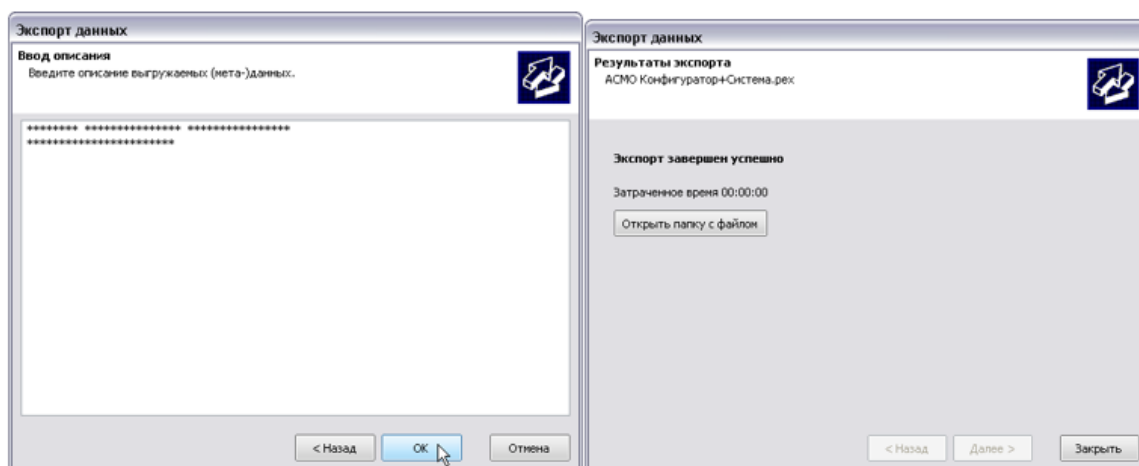 Экспорт данных
Ввод описания
Введите описание выгружаемых (мета-)данных.
******** *************** ****************
***********************
< Назад
OK
Отмена
Экспорт данных
Результаты экспорта
АСМО Конфигуратор+Система.pex
Экспорт завершен успешно
Затраченное время 00:00:00
Открыть папку с файлом
< Назад
Далее >
Закрыть